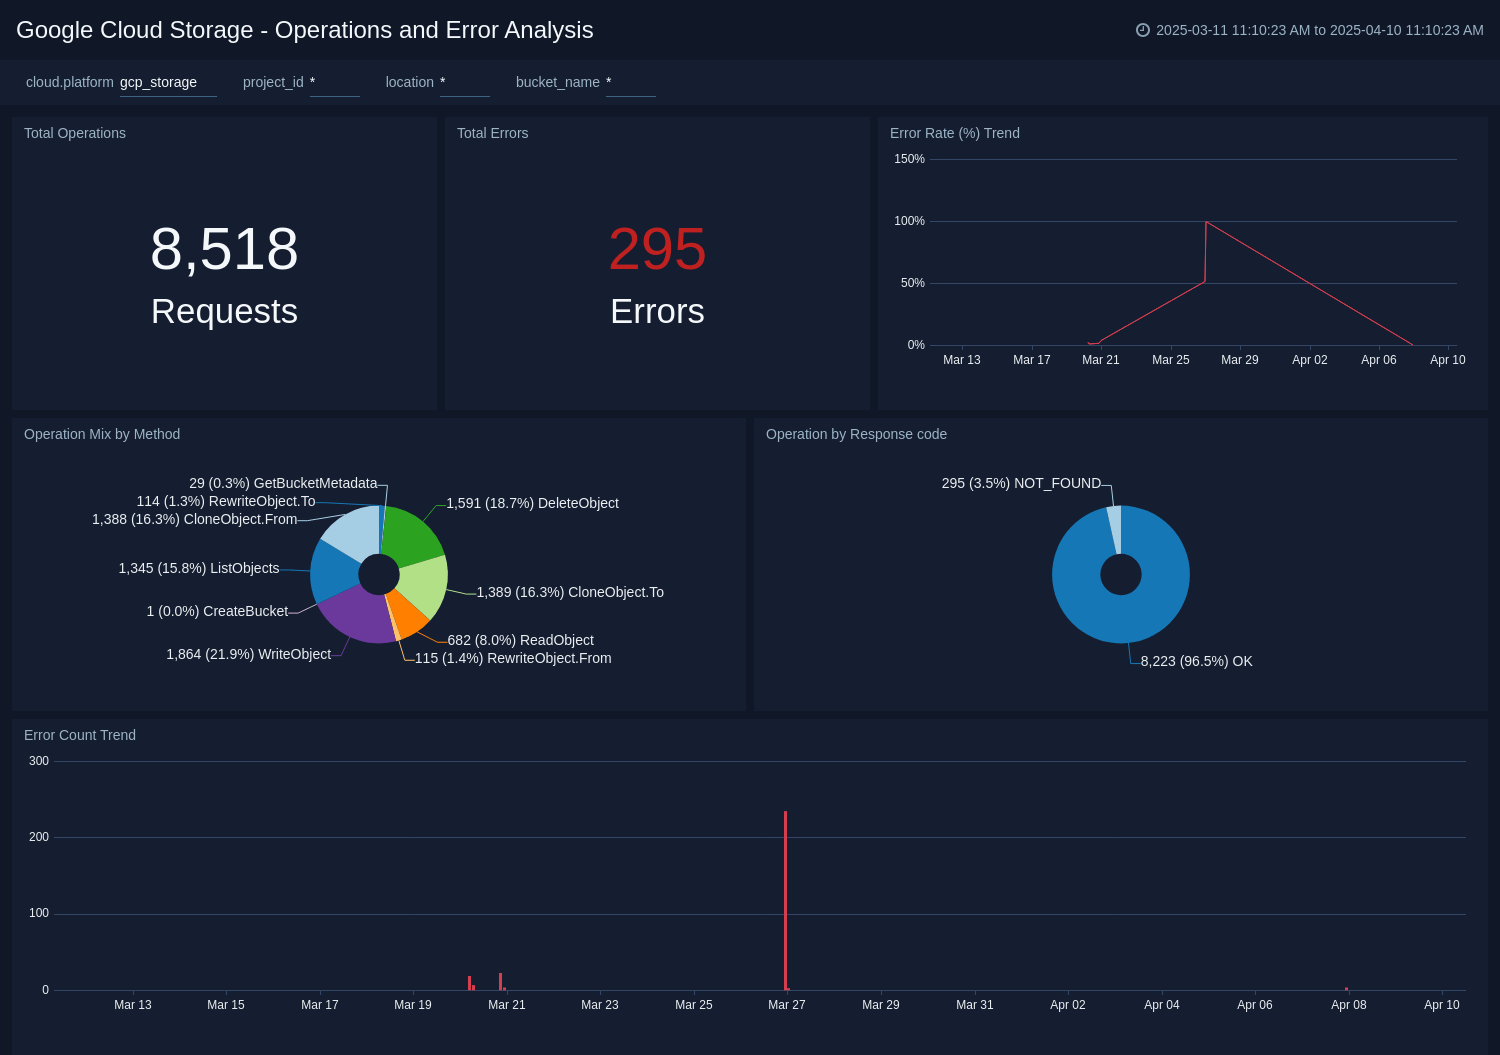 Google Cloud Storage - Operations and Error Analysis
2025-03-11 11:10:23 AM to 2025-04-10 11:10:23 AM
cloud.platform gcp_storage project_id * location * bucket_name *
Total Operations
8,518
Requests
Total Errors
295
Errors
Error Rate (%) Trend
150%
100%
50%
0%
Mar 13 Mar 17 Mar 21 Mar 25 Mar 29 Apr 02 Apr 06 Apr 10
Operation Mix by Method
29 (0.3%) GetBucketMetadata
114 (1.3%) RewriteObject.To
1,388 (16.3%) CloneObject.From
1,345 (15.8%) ListObjects
1 (0.0%) CreateBucket
1,864 (21.9%) WriteObject
1,591 (18.7%) DeleteObject
1,389 (16.3%) CloneObject.To
682 (8.0%) ReadObject
115 (1.4%) RewriteObject.From
Operation by Response code
295 (3.5%) NOT_FOUND
8,223 (96.5%) OK
Error Count Trend
300
200
100
0
Mar 13 Mar 15 Mar 17 Mar 19 Mar 21 Mar 23 Mar 25 Mar 27 Mar 29 Mar 31 Apr 02 Apr 04 Apr 06 Apr 08 Apr 10